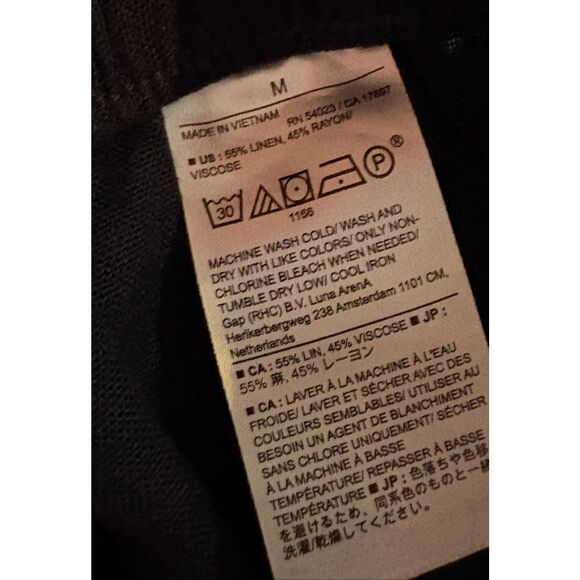 M
MADE IN VIETNAM RN 54023 / CA 17897
■ US : 55% LINEN, 45% RAYON/
VISCOSE
30 P ®
1166
MACHINE WASH COLD/ WASH AND
DRY WITH LIKE COLORS/ ONLY NON-
CHLORINE BLEACH WHEN NEEDED/
TUMBLE DRY LOW/ COOL IRON
Gap (RHC) B.V. Luna ArenA
Herikerbergweg 238 Amsterdam 1101 CM,
Netherlands
■ CA : 55% LIN, 45% VISCOSE ■ JP :
55% 麻, 45% レーヨン
■ CA : LAVER À LA MACHINE À L'EAU
FROIDE/ LAVER ET SÉCHER AVEC DES
COULEURS SEMBLABLES/ UTILISER AU
BESOIN UN AGENT DE BLANCHIMENT
SANS CHLORE UNIQUEMENT/ SÉCHER
À LA MACHINE À BASSE
TEMPÉRATURE/ REPASSER À BASSE
TEMPÉRATURE ■ JP : 色落ちや色移
を避けるため、同系色のものと一緒
洗濯/乾燥してください。